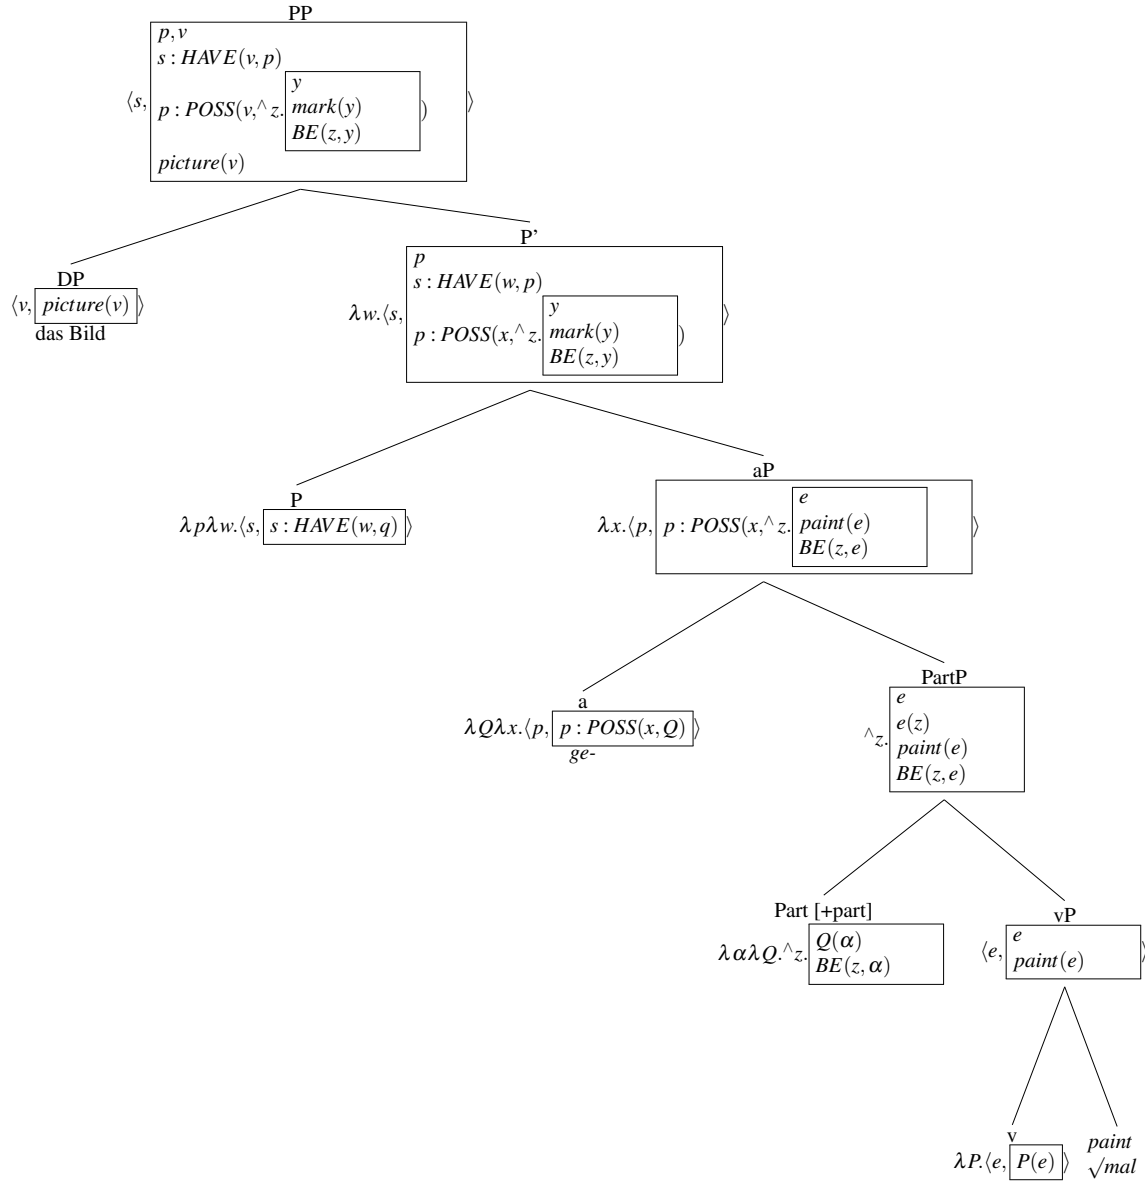 PP
p, v
s : HAVE(v, p)
⟨s, p : POSS(v,^ z. y mark(y) BE(z, y) ) ⟩
picture(v)
DP
⟨v, picture(v) ⟩
das Bild
P’
p
s : HAVE(w, p)
λw.⟨s, p : POSS(x,^ z. y mark(y) BE(z, y) ) ⟩
P
λpλw.⟨s, s : HAVE(w, q) ⟩
aP
λx.⟨p, p : POSS(x,^ z. e paint(e) BE(z, e) ⟩
a
λQλx.⟨p, p : POSS(x, Q) ⟩
ge-
PartP
e
e(z)
^z. paint(e)
BE(z, e)
Part [+part]
λαλQ.^z. Q(α)
BE(z, α)
vP
e
⟨e, paint(e) ⟩
v
λP.⟨e, P(e) ⟩
paint
√mal